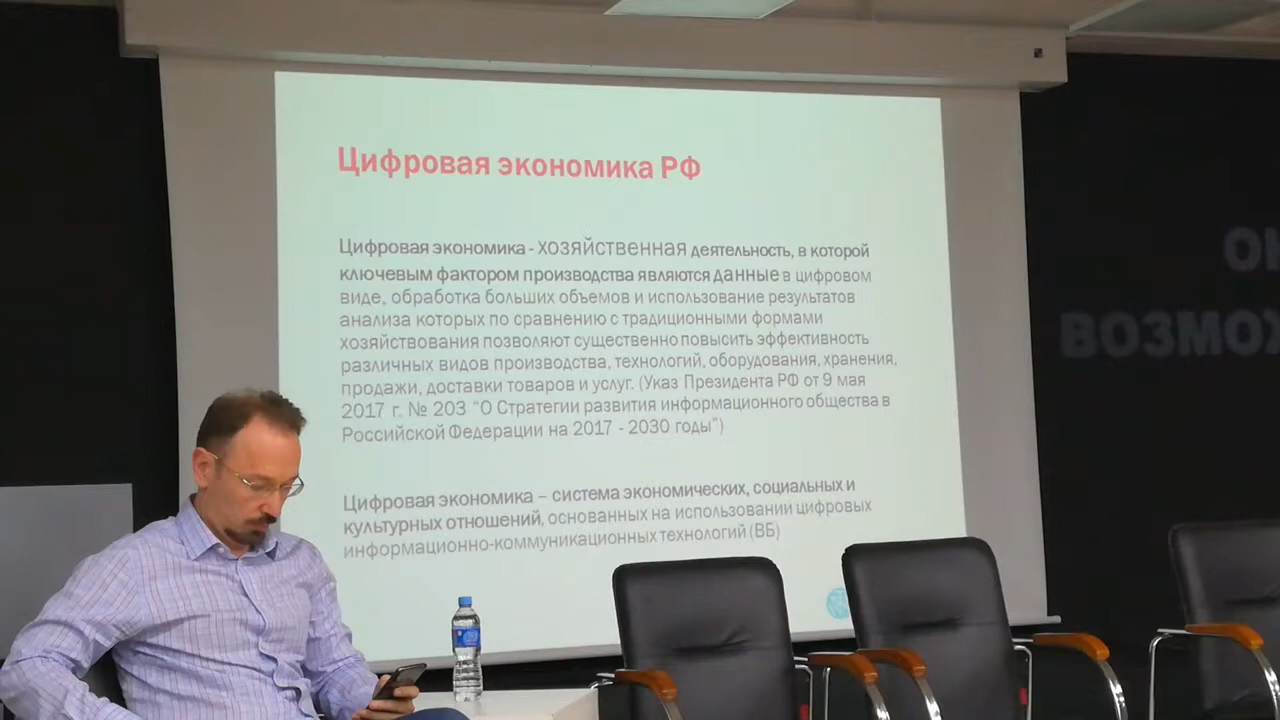 Цифровая экономика РФ
Цифровая экономика - хозяйственная деятельность, в которой
ключевым фактором производства являются данные в цифровом
виде, обработка больших объемов и использование результатов
анализа которых по сравнению с традиционными формами
хозяйствования позволяют существенно повысить эффективность
различных видов производства, технологий, оборудования, хранения,
продажи, доставки товаров и услуг. (Указ Президента РФ от 9 мая
2017 г. № 203 "О Стратегии развития информационного общества в
Российской Федерации на 2017 - 2030 годы")
Цифровая экономика – система экономических, социальных и
культурных отношений, основанных на использовании цифровых
информационно-коммуникационных технологий (ВБ)
ВОЗМОЖ